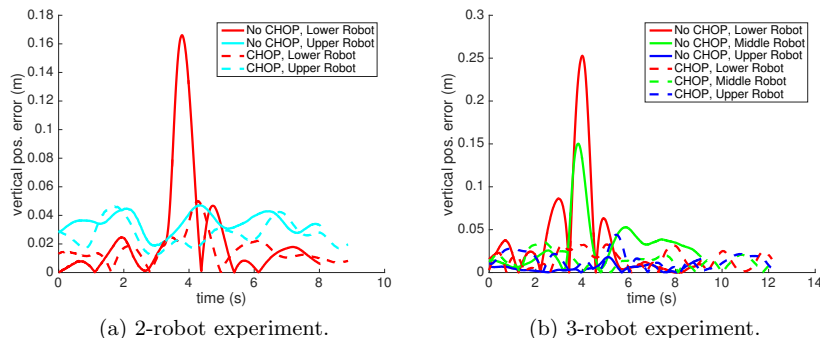 0.18
0.16
0.14
0.12
0.1
0.08
0.06
0.04
0.02
0
vertical pos. error (m)
No CHOP, Lower Robot
No CHOP, Upper Robot
CHOP, Lower Robot
CHOP, Upper Robot
0 2 4 6 8 10
time (s)
(a) 2-robot experiment.
0.3
0.25
0.2
0.15
0.1
0.05
0
vertical pos. error (m)
No CHOP, Lower Robot
No CHOP, Middle Robot
No CHOP, Upper Robot
CHOP, Lower Robot
CHOP, Middle Robot
CHOP, Upper Robot
0 2 4 6 8 10 12 14
time (s)
(b) 3-robot experiment.